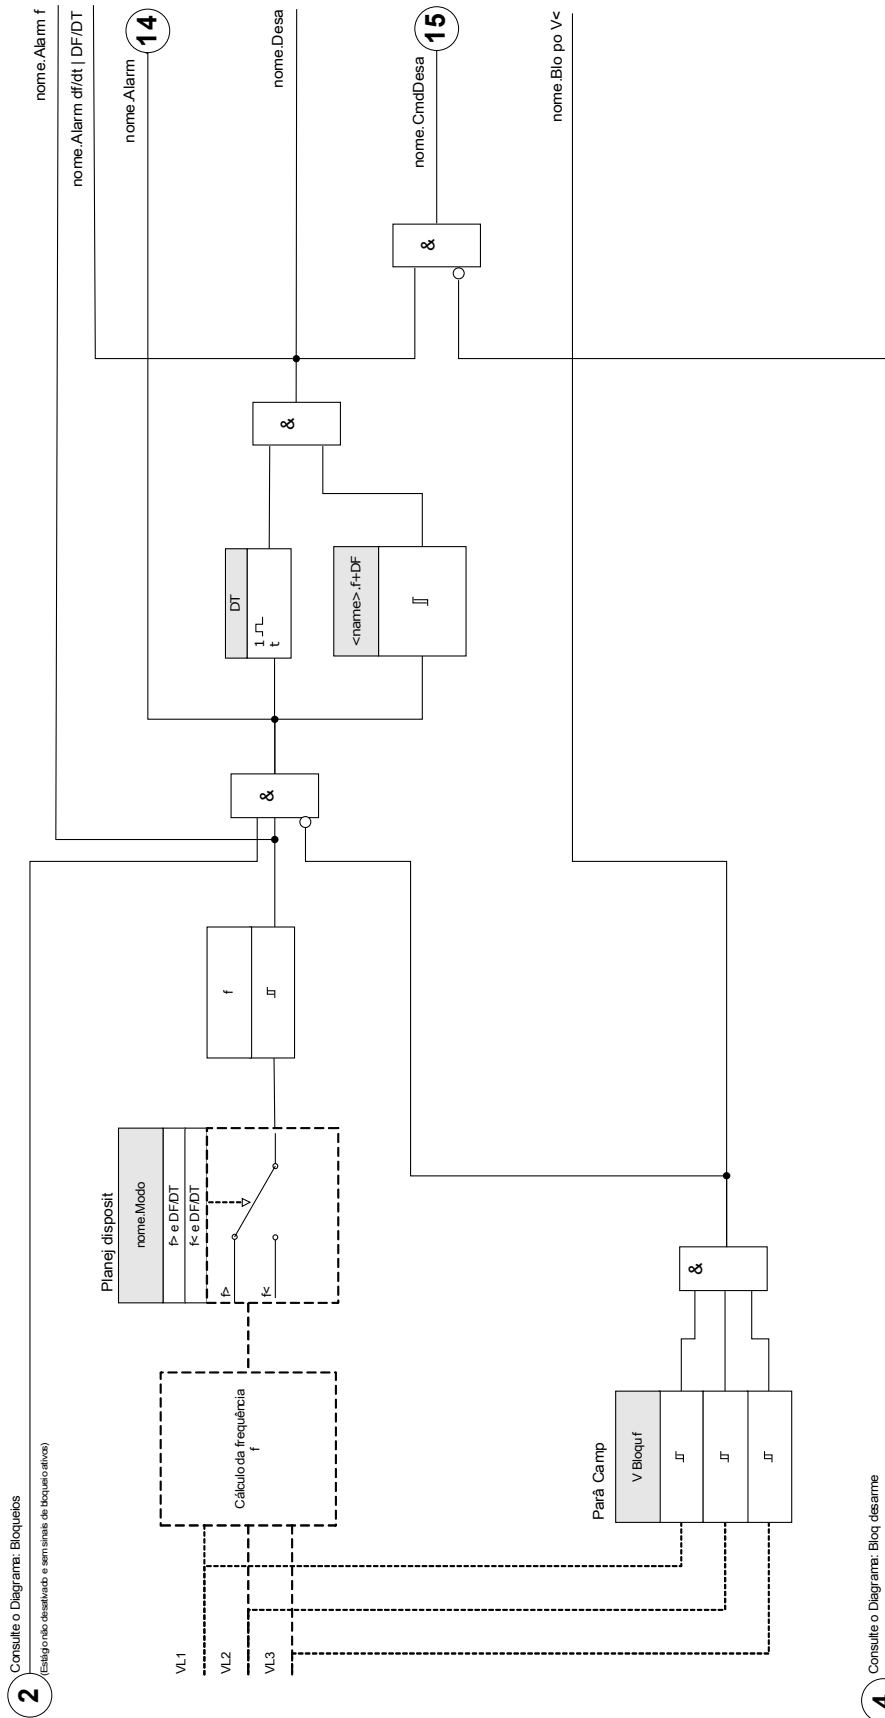 2
Consulte o Diagrama: Bloqueios
(Estágio não desativado e sem sinais de bloqueio ativos)
VL1
VL2
VL3
Cálculo da frequência
f
Planej disposit
nome.Modo
f> e DF/DT
f< e DF/DT
f>
f<
f
&
DT
1
t
<name>.f+DF
&
&
nome.Alarm f
nome.Alarm df/dt | DF/DT
nome.Alarm
14
nome.Desa
nome.CmdDesa
15
nome.Blo po V<
Parâ Camp
V Bloqu f
&
4
Consulte o Diagrama: Bloq desarme